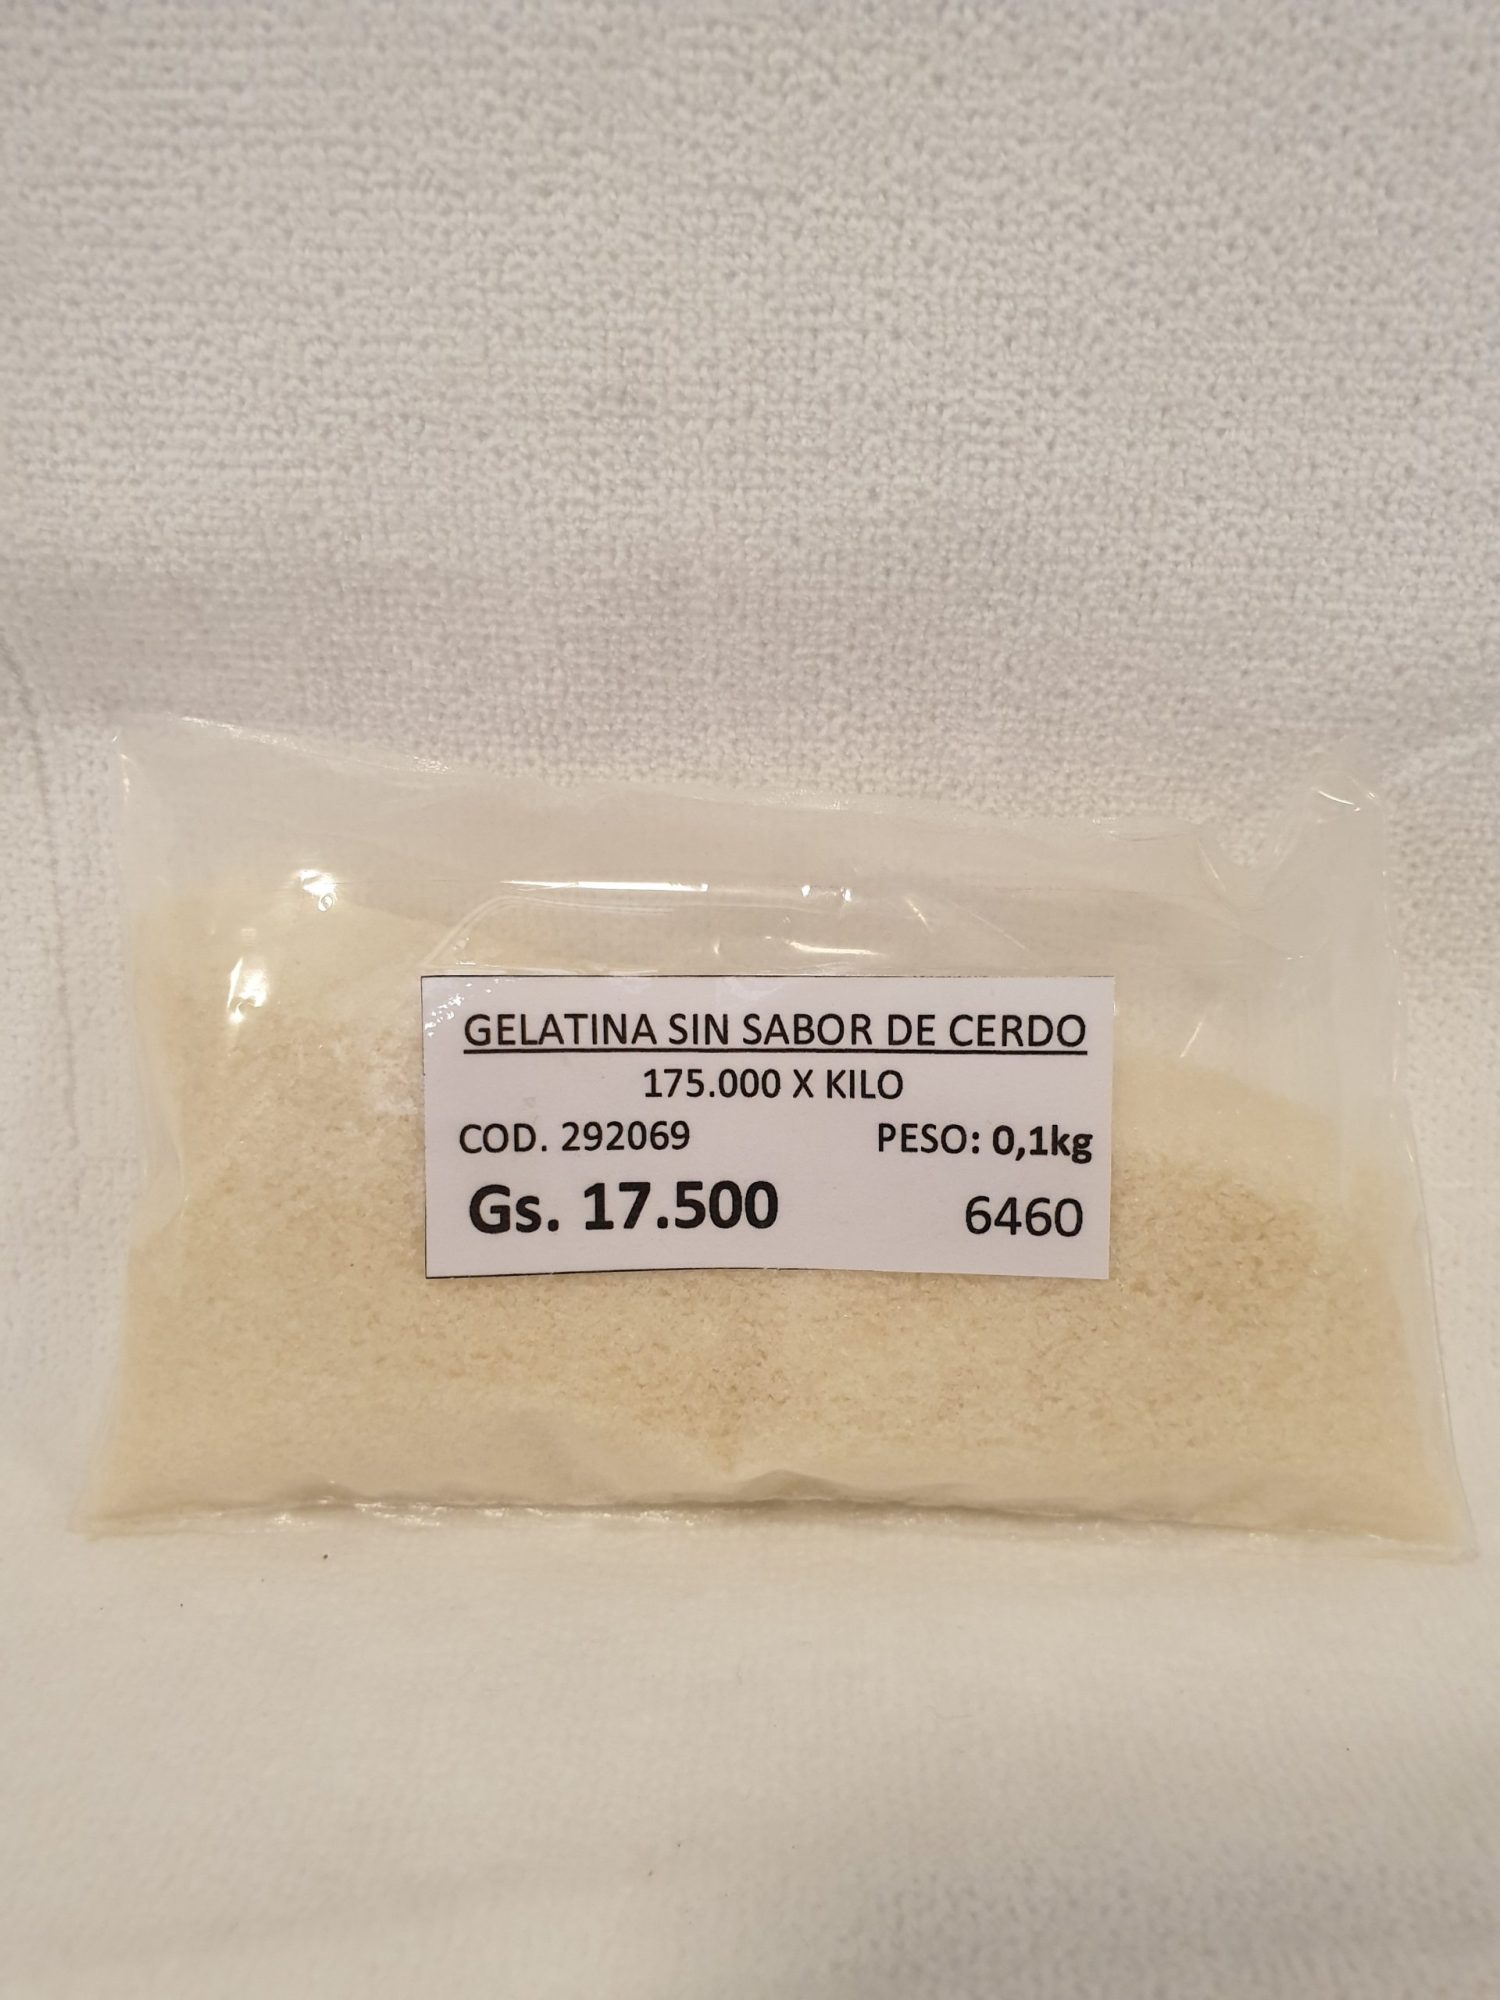 GELATINA SIN SABOR DE CERDO
175.000 X KILO
COD. 292069 PESO: 0,1kg
Gs. 17.500 6460